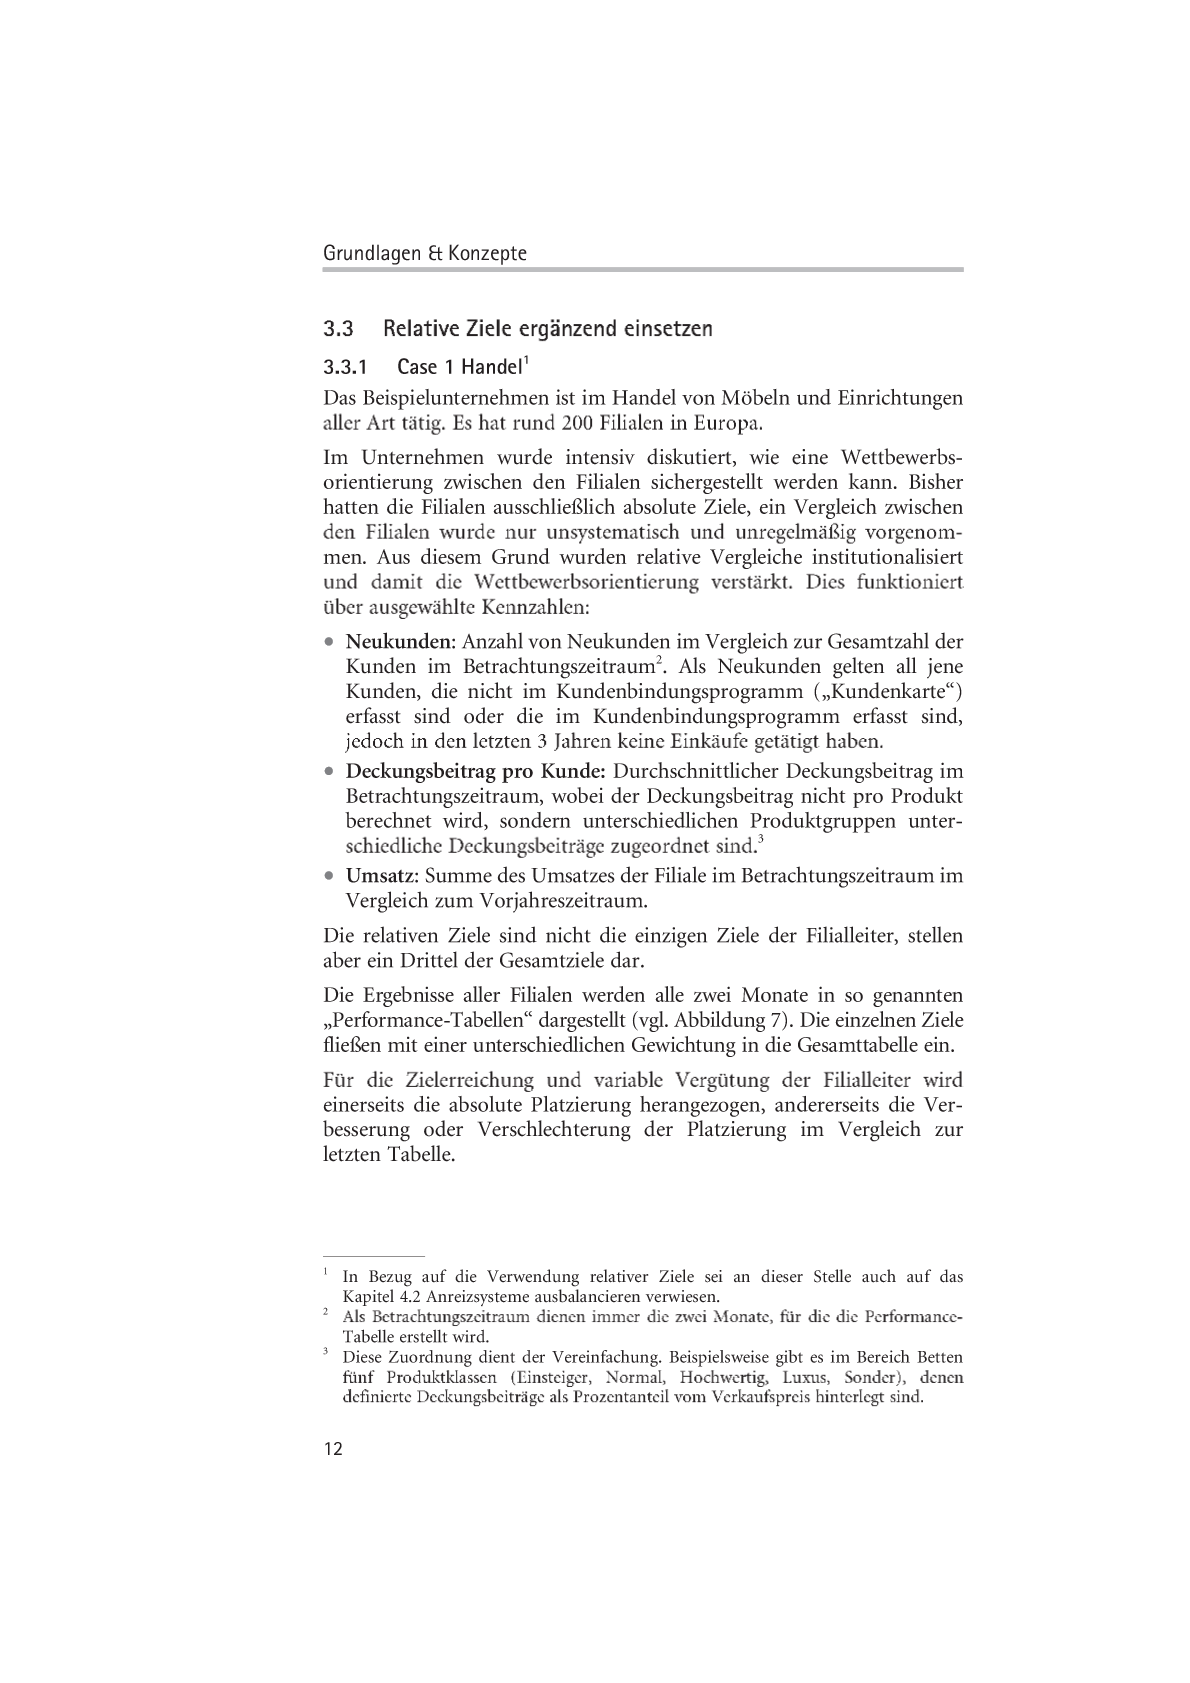 Grundlagen & Konzepte
3.3 Relative Ziele ergänzend einsetzen
3.3.1 Case 1 Handel¹
Das Beispielunternehmen ist im Handel von Möbeln und Einrichtungen
aller Art tätig. Es hat rund 200 Filialen in Europa.
Im Unternehmen wurde intensiv diskutiert, wie eine Wettbewerbs-
orientierung zwischen den Filialen sichergestellt werden kann. Bisher
hatten die Filialen ausschließlich absolute Ziele, ein Vergleich zwischen
den Filialen wurde nur unsystematisch und unregelmäßig vorgenom-
men. Aus diesem Grund wurden relative Vergleiche institutionalisiert
und damit die Wettbewerbsorientierung verstärkt. Dies funktioniert
über ausgewählte Kennzahlen:
• Neukunden: Anzahl von Neukunden im Vergleich zur Gesamtzahl der
Kunden im Betrachtungszeitraum². Als Neukunden gelten all jene
Kunden, die nicht im Kundenbindungsprogramm („Kundenkarte“)
erfasst sind oder die im Kundenbindungsprogramm erfasst sind,
jedoch in den letzten 3 Jahren keine Einkäufe getätigt haben.
• Deckungsbeitrag pro Kunde: Durchschnittlicher Deckungsbeitrag im
Betrachtungszeitraum, wobei der Deckungsbeitrag nicht pro Produkt
berechnet wird, sondern unterschiedlichen Produktgruppen unter-
schiedliche Deckungsbeiträge zugeordnet sind.³
• Umsatz: Summe des Umsatzes der Filiale im Betrachtungszeitraum im
Vergleich zum Vorjahreszeitraum.
Die relativen Ziele sind nicht die einzigen Ziele der Filialleiter, stellen
aber ein Drittel der Gesamtziele dar.
Die Ergebnisse aller Filialen werden alle zwei Monate in so genannten
„Performance-Tabellen“ dargestellt (vgl. Abbildung 7). Die einzelnen Ziele
fließen mit einer unterschiedlichen Gewichtung in die Gesamttabelle ein.
Für die Zielerreichung und variable Vergütung der Filialleiter wird
einerseits die absolute Platzierung herangezogen, andererseits die Ver-
besserung oder Verschlechterung der Platzierung im Vergleich zur
letzten Tabelle.
¹ In Bezug auf die Verwendung relativer Ziele sei an dieser Stelle auch auf das
Kapitel 4.2 Anreizsysteme ausbalancieren verwiesen.
² Als Betrachtungszeitraum dienen immer die zwei Monate, für die die Performance-
Tabelle erstellt wird.
³ Diese Zuordnung dient der Vereinfachung. Beispielsweise gibt es im Bereich Betten
fünf Produktklassen (Einsteiger, Normal, Hochwertig, Luxus, Sonder), denen
definierte Deckungsbeiträge als Prozentanteil vom Verkaufspreis hinterlegt sind.
12